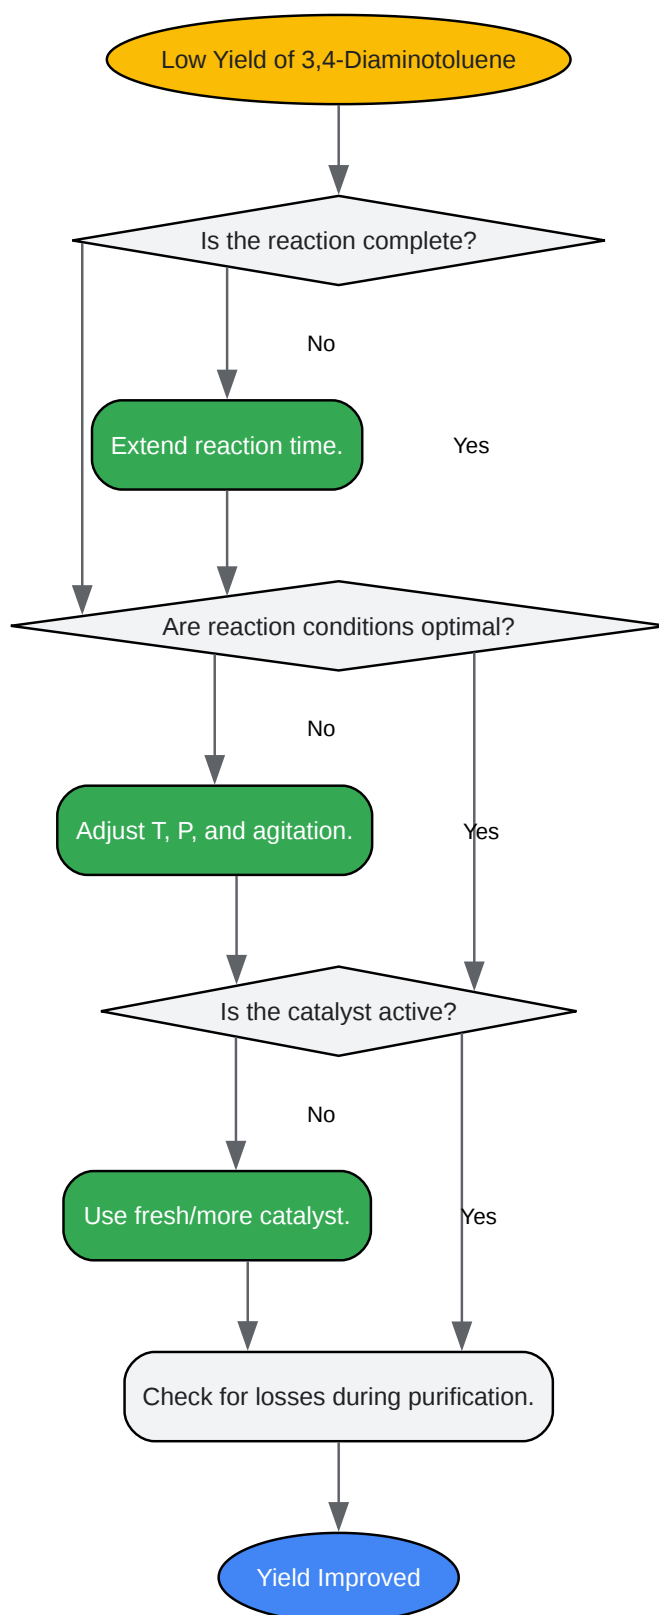 Low Yield of 3,4-Diaminotoluene
Is the reaction complete?
No
Extend reaction time.
Yes
Are reaction conditions optimal?
No
Adjust T, P, and agitation.
Yes
Is the catalyst active?
No
Use fresh/more catalyst.
Yes
Check for losses during purification.
Yield Improved